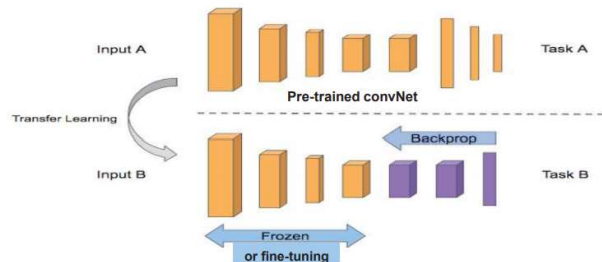 Input A
Task A
Pre-trained convNet
Transfer Learning
Backprop
Input B
Task B
Frozen
or fine-tuning